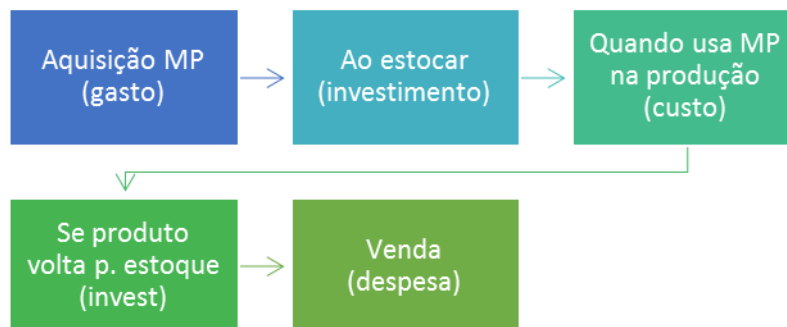 Aquisição MP
(gasto)
Ao estocar
(investimento)
Quando usa MP
na produção
(custo)
Se produto
volta p. estoque
(invest)
Venda
(despesa)